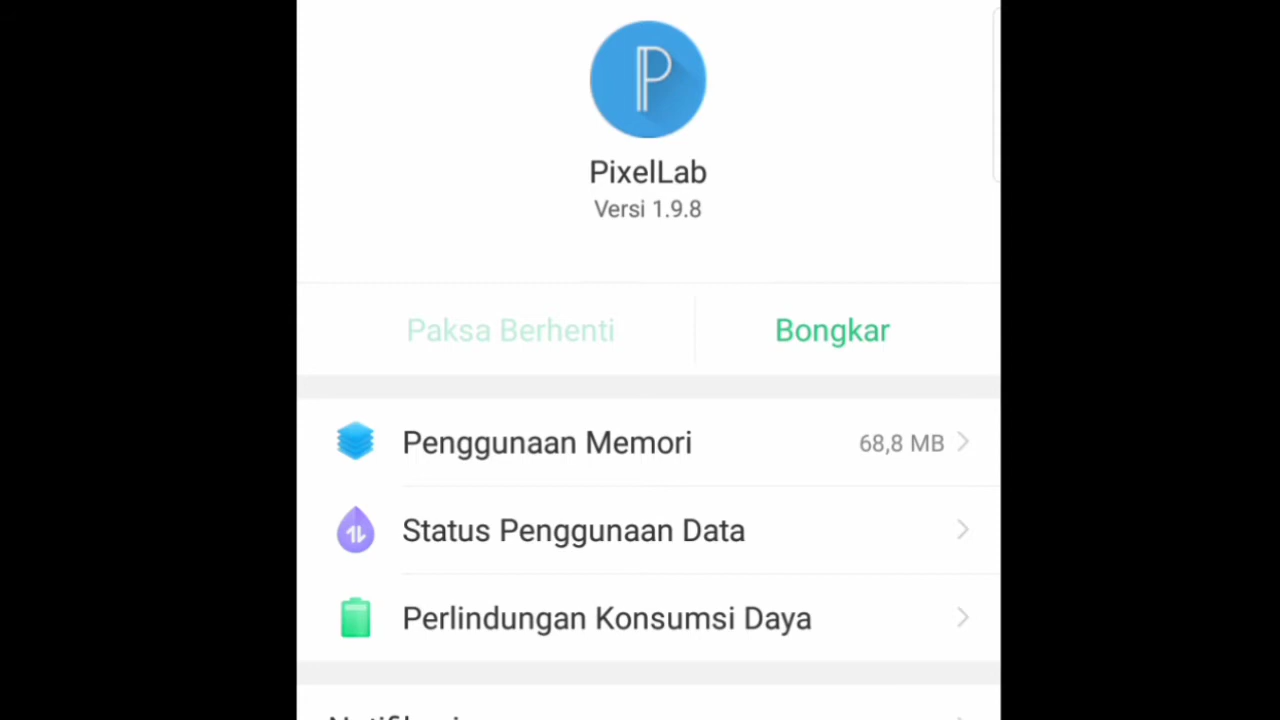 P
PixelLab
Versi 1.9.8
Paksa Berhenti
Bongkar
Penggunaan Memori 68,8 MB
Status Penggunaan Data
Perlindungan Konsumsi Daya